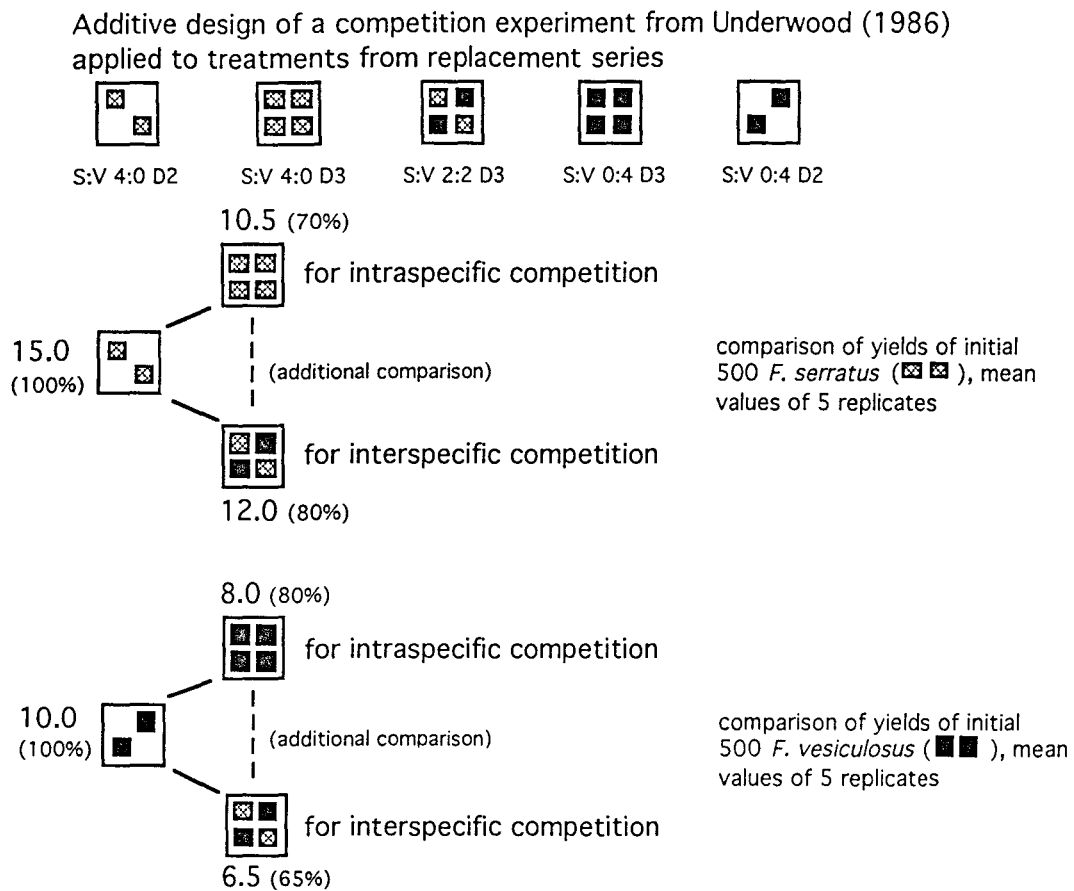 Additive design of a competition experiment from Underwood (1986)
applied to treatments from replacement series
S:V 4:0 D2
S:V 4:0 D3
S:V 2:2 D3
S:V 0:4 D3
S:V 0:4 D2
10.5 (70%)
for intraspecific competition
15.0
(100%)
(additional comparison)
comparison of yields of initial
500 F. serratus ( ), mean
values of 5 replicates
for interspecific competition
12.0 (80%)
8.0 (80%)
for intraspecific competition
10.0
(100%)
(additional comparison)
comparison of yields of initial
500 F. vesiculosus ( ), mean
values of 5 replicates
for interspecific competition
6.5 (65%)